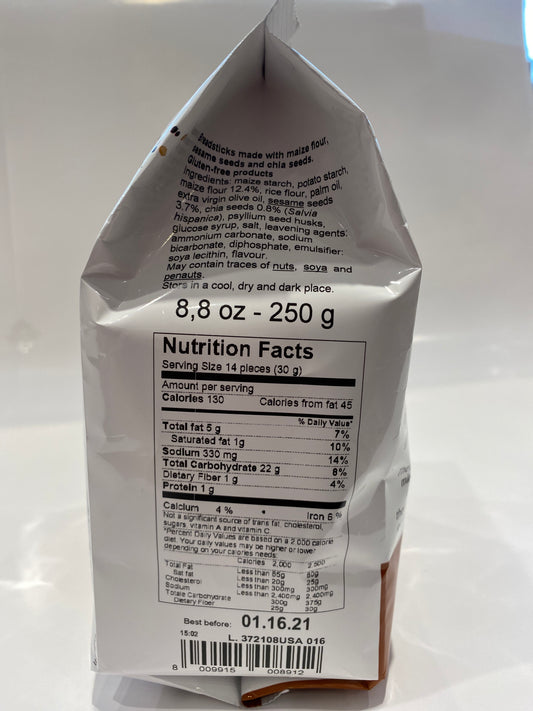 Breadsticks made with maize flour,
sesame seeds and chia seeds.
Gluten-free products
Ingredients: maize starch, potato starch,
maize flour 12.4%, rice flour, palm oil,
extra virgin olive oil, sesame seeds
3.7%, chia seeds 0.8% (Salvia
hispanica), psyllium seed husks,
glucose syrup, salt, leavening agents:
ammonium carbonate, sodium
bicarbonate, diphosphate, emulsifier:
soya lecithin, flavour.
May contain traces of nuts, soya and
penauts.
Store in a cool, dry and dark place.
8,8 oz - 250 g
Nutrition Facts
Serving Size 14 pieces (30 g)
Amount per serving
Calories 130 Calories from fat 45
% Daily Value*
Total fat 5 g 7%
Saturated fat 1g 10%
Sodium 330 mg 14%
Total Carbohydrate 22 g 8%
Dietary Fiber 1 g 4%
Protein 1 g
Calcium 4 % • Iron 6 %
Not a significant source of trans fat, cholesterol,
sugars, vitamin A and vitamin C.
*Percent Daily Values are based on a 2,000 calorie
diet. Your daily values may be higher or lower
depending on your calories needs:
Calories 2,000 2,500
Total Fat Less than 65g 80g
Sat fat Less than 20g 25g
Cholesterol Less than 300mg 300mg
Sodium Less than 2,400mg 2,400mg
Totale Carbohydrate 300g 375g
Dietary Fiber 25g 30g
Best before: 01.16.21
15:02
L. 372108USA 016
8 009915 008912